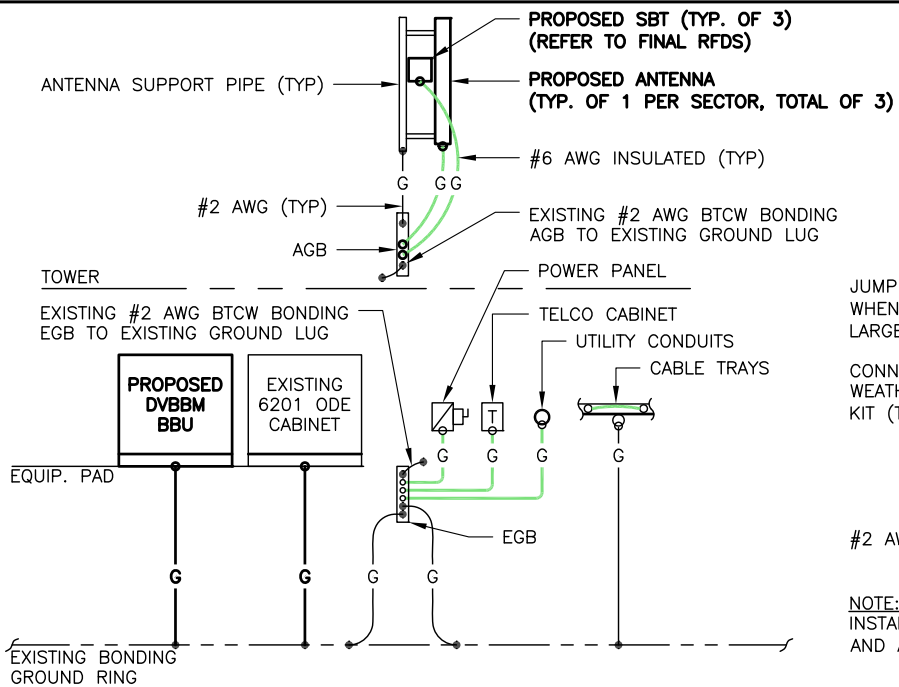 PROPOSED SBT (TYP. OF 3)
(REFER TO FINAL RFDS)
ANTENNA SUPPORT PIPE (TYP)
PROPOSED ANTENNA
(TYP. OF 1 PER SECTOR, TOTAL OF 3)
#6 AWG INSULATED (TYP)
G
G G
#2 AWG (TYP)
EXISTING #2 AWG BTCW BONDING
AGB TO EXISTING GROUND LUG
AGB
TOWER
POWER PANEL
EXISTING #2 AWG BTCW BONDING
EGB TO EXISTING GROUND LUG
TELCO CABINET
UTILITY CONDUITS
CABLE TRAYS
PROPOSED
DVBBM
BBU
EXISTING
6201 ODE
CABINET
T
G
G
G
G
EQUIP. PAD
EGB
G
G
G
G
EXISTING BONDING
GROUND RING
JUMP
WHEN
LARGE
CONN
WEATH
KIT (T
#2 AW
NOTE:
INSTAL
AND A